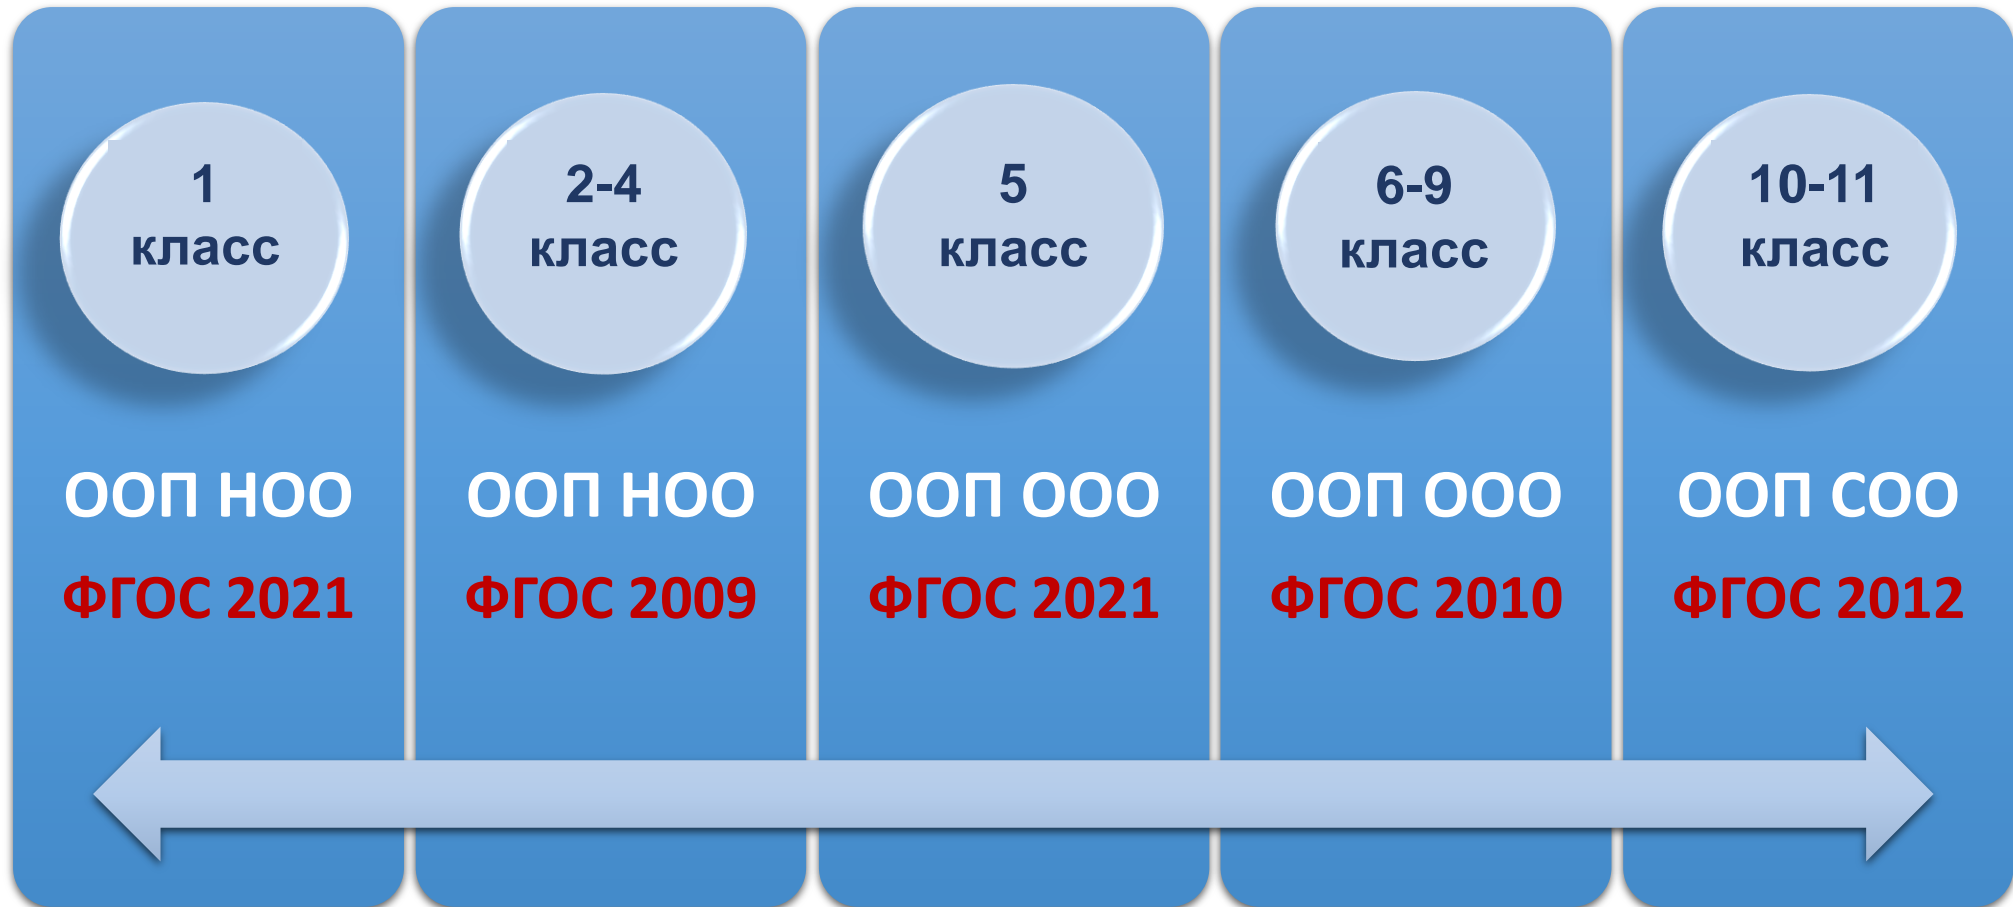 1
класс
ООП НОО
ФГОС 2021
2-4
класс
ООП НОО
ФГОС 2009
5
класс
ООП ООО
ФГОС 2021
6-9
класс
ООП ООО
ФГОС 2010
10-11
класс
ООП СОО
ФГОС 2012